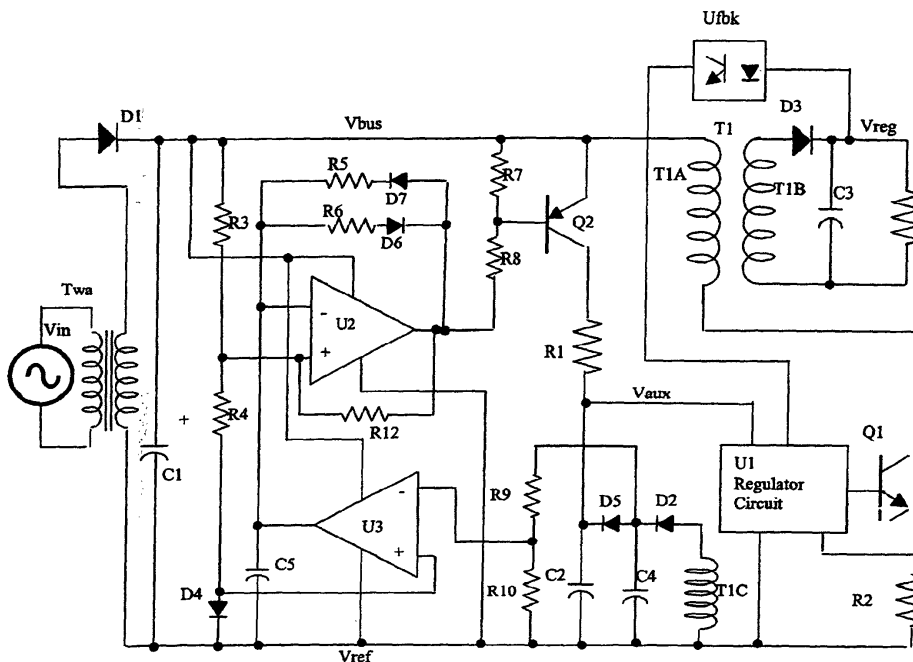 Ufbk
D1
D3
Vbus
T1
Vreg
R5
R7
T1A
T1B
C3
D7
R3
R6
Q2
D6
R8
Twa
-
Vin
U2
R1
+
R4
Vaux
+
R12
Q1
C1
U1
Regulator
Circuit
-
R9
D5
D2
U3
+
C5
C2
C4
R10
T1C
D4
R2
Vref